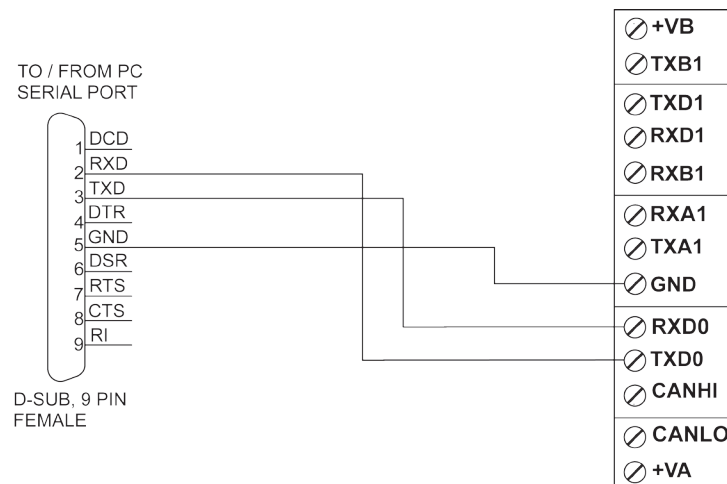 TO / FROM PC
SERIAL PORT
1 DCD
2 RXD
3 TXD
4 DTR
5 GND
6 DSR
7 RTS
8 CTS
9 RI
D-SUB, 9 PIN
FEMALE
+VB
TXB1
TXD1
RXD1
RXB1
RXA1
TXA1
GND
RXD0
TXD0
CANHI
CANLO
+VA